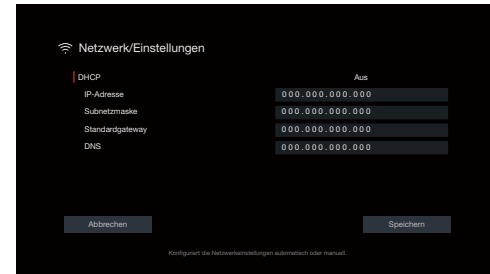 Netzwerk/Einstellungen
DHCP Aus
IP-Adresse 000.000.000.000
Subnetzmaske 000.000.000.000
Standardgateway 000.000.000.000
DNS 000.000.000.000
Abbrechen Speichern
Konfiguriert die Netzwerkeinstellungen automatisch oder manuell.